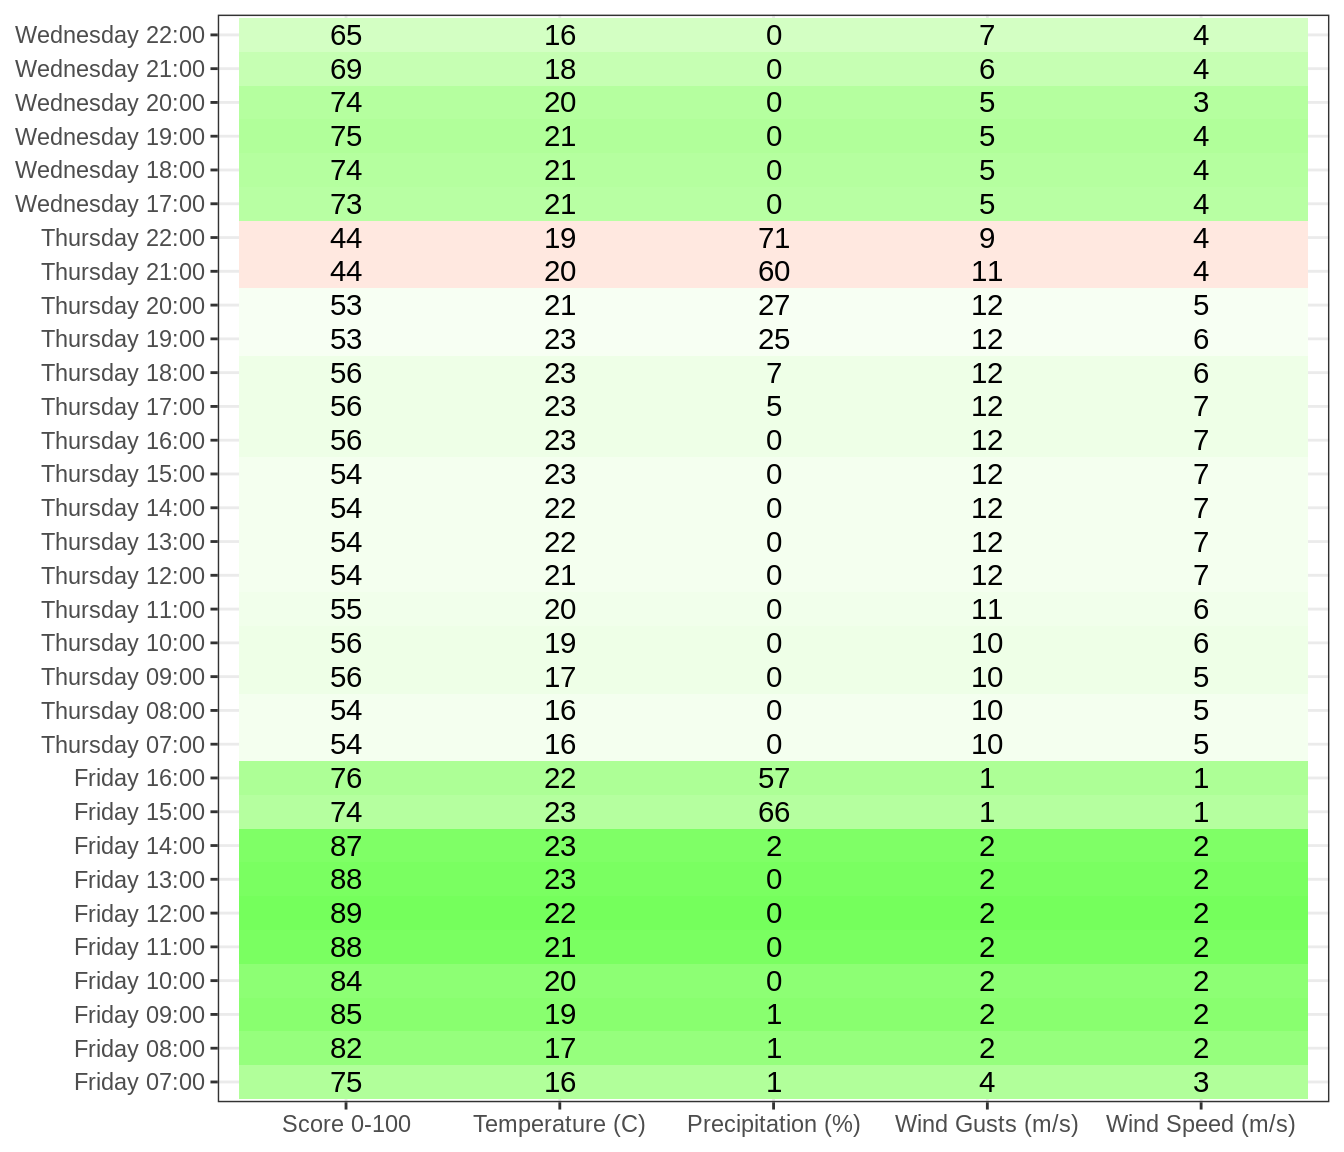 Wednesday 22:00 65 16 0 7 4
Wednesday 21:00 69 18 0 6 4
Wednesday 20:00 74 20 0 5 3
Wednesday 19:00 75 21 0 5 4
Wednesday 18:00 74 21 0 5 4
Wednesday 17:00 73 21 0 5 4
Thursday 22:00 44 19 71 9 4
Thursday 21:00 44 20 60 11 4
Thursday 20:00 53 21 27 12 5
Thursday 19:00 53 23 25 12 6
Thursday 18:00 56 23 7 12 6
Thursday 17:00 56 23 5 12 7
Thursday 16:00 56 23 0 12 7
Thursday 15:00 54 23 0 12 7
Thursday 14:00 54 22 0 12 7
Thursday 13:00 54 22 0 12 7
Thursday 12:00 54 21 0 12 7
Thursday 11:00 55 20 0 11 6
Thursday 10:00 56 19 0 10 6
Thursday 09:00 56 17 0 10 5
Thursday 08:00 54 16 0 10 5
Thursday 07:00 54 16 0 10 5
Friday 16:00 76 22 57 1 1
Friday 15:00 74 23 66 1 1
Friday 14:00 87 23 2 2 2
Friday 13:00 88 23 0 2 2
Friday 12:00 89 22 0 2 2
Friday 11:00 88 21 0 2 2
Friday 10:00 84 20 0 2 2
Friday 09:00 85 19 1 2 2
Friday 08:00 82 17 1 2 2
Friday 07:00 75 16 1 4 3
Score 0-100 Temperature (C) Precipitation (%) Wind Gusts (m/s) Wind Speed (m/s)